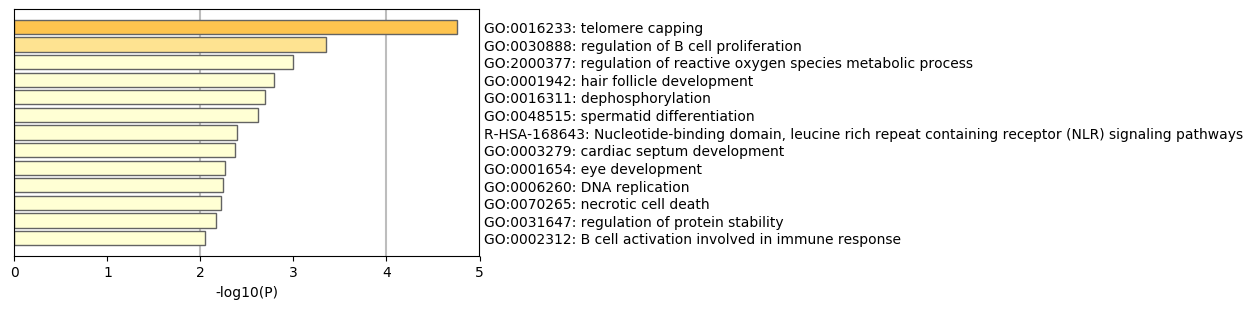 GO:0016233: telomere capping
GO:0030888: regulation of B cell proliferation
GO:2000377: regulation of reactive oxygen species metabolic process
GO:0001942: hair follicle development
GO:0016311: dephosphorylation
GO:0048515: spermatid differentiation
R-HSA-168643: Nucleotide-binding domain, leucine rich repeat containing receptor (NLR) signaling pathways
GO:0003279: cardiac septum development
GO:0001654: eye development
GO:0006260: DNA replication
GO:0070265: necrotic cell death
GO:0031647: regulation of protein stability
GO:0002312: B cell activation involved in immune response
0 1 2 3 4 5
-log10(P)